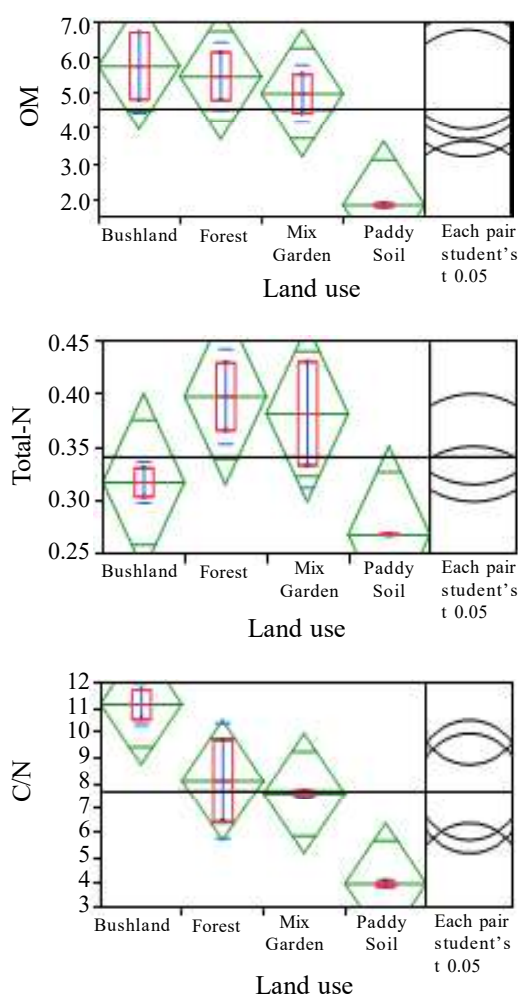 7.0
6.0
5.0
4.0
3.0
2.0
OM
Bushland Forest Mix Garden Paddy Soil Each pair student's t 0.05
Land use
0.45
0.40
0.35
0.30
0.25
Total-N
Bushland Forest Mix Garden Paddy Soil Each pair student's t 0.05
Land use
12
11
10
9
8
7
6
5
4
3
C/N
Bushland Forest Mix Garden Paddy Soil Each pair student's t 0.05
Land use